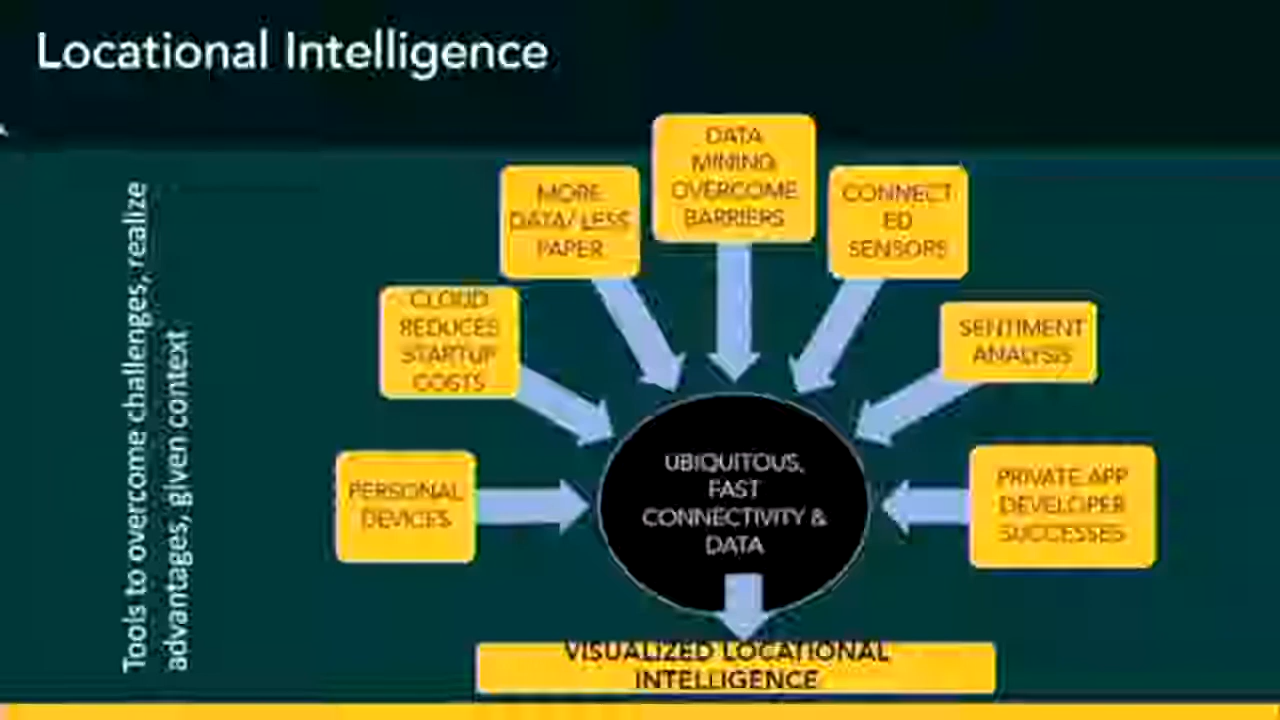 Locational Intelligence
Tools to overcome challenges, realize
advantages, given context
PERSONAL
DEVICES
CLOUD
REDUCES
STARTUP
COSTS
MORE
DATA/ LESS
PAPER
DATA
MINING
OVERCOME
BARRIERS
CONNECT
ED
SENSORS
SENTIMENT
ANALYSIS
PRIVATE APP
DEVELOPER
SUCCESSES
UBIQUITOUS,
FAST
CONNECTIVITY &
DATA
VISUALIZED LOCATIONAL
INTELLIGENCE